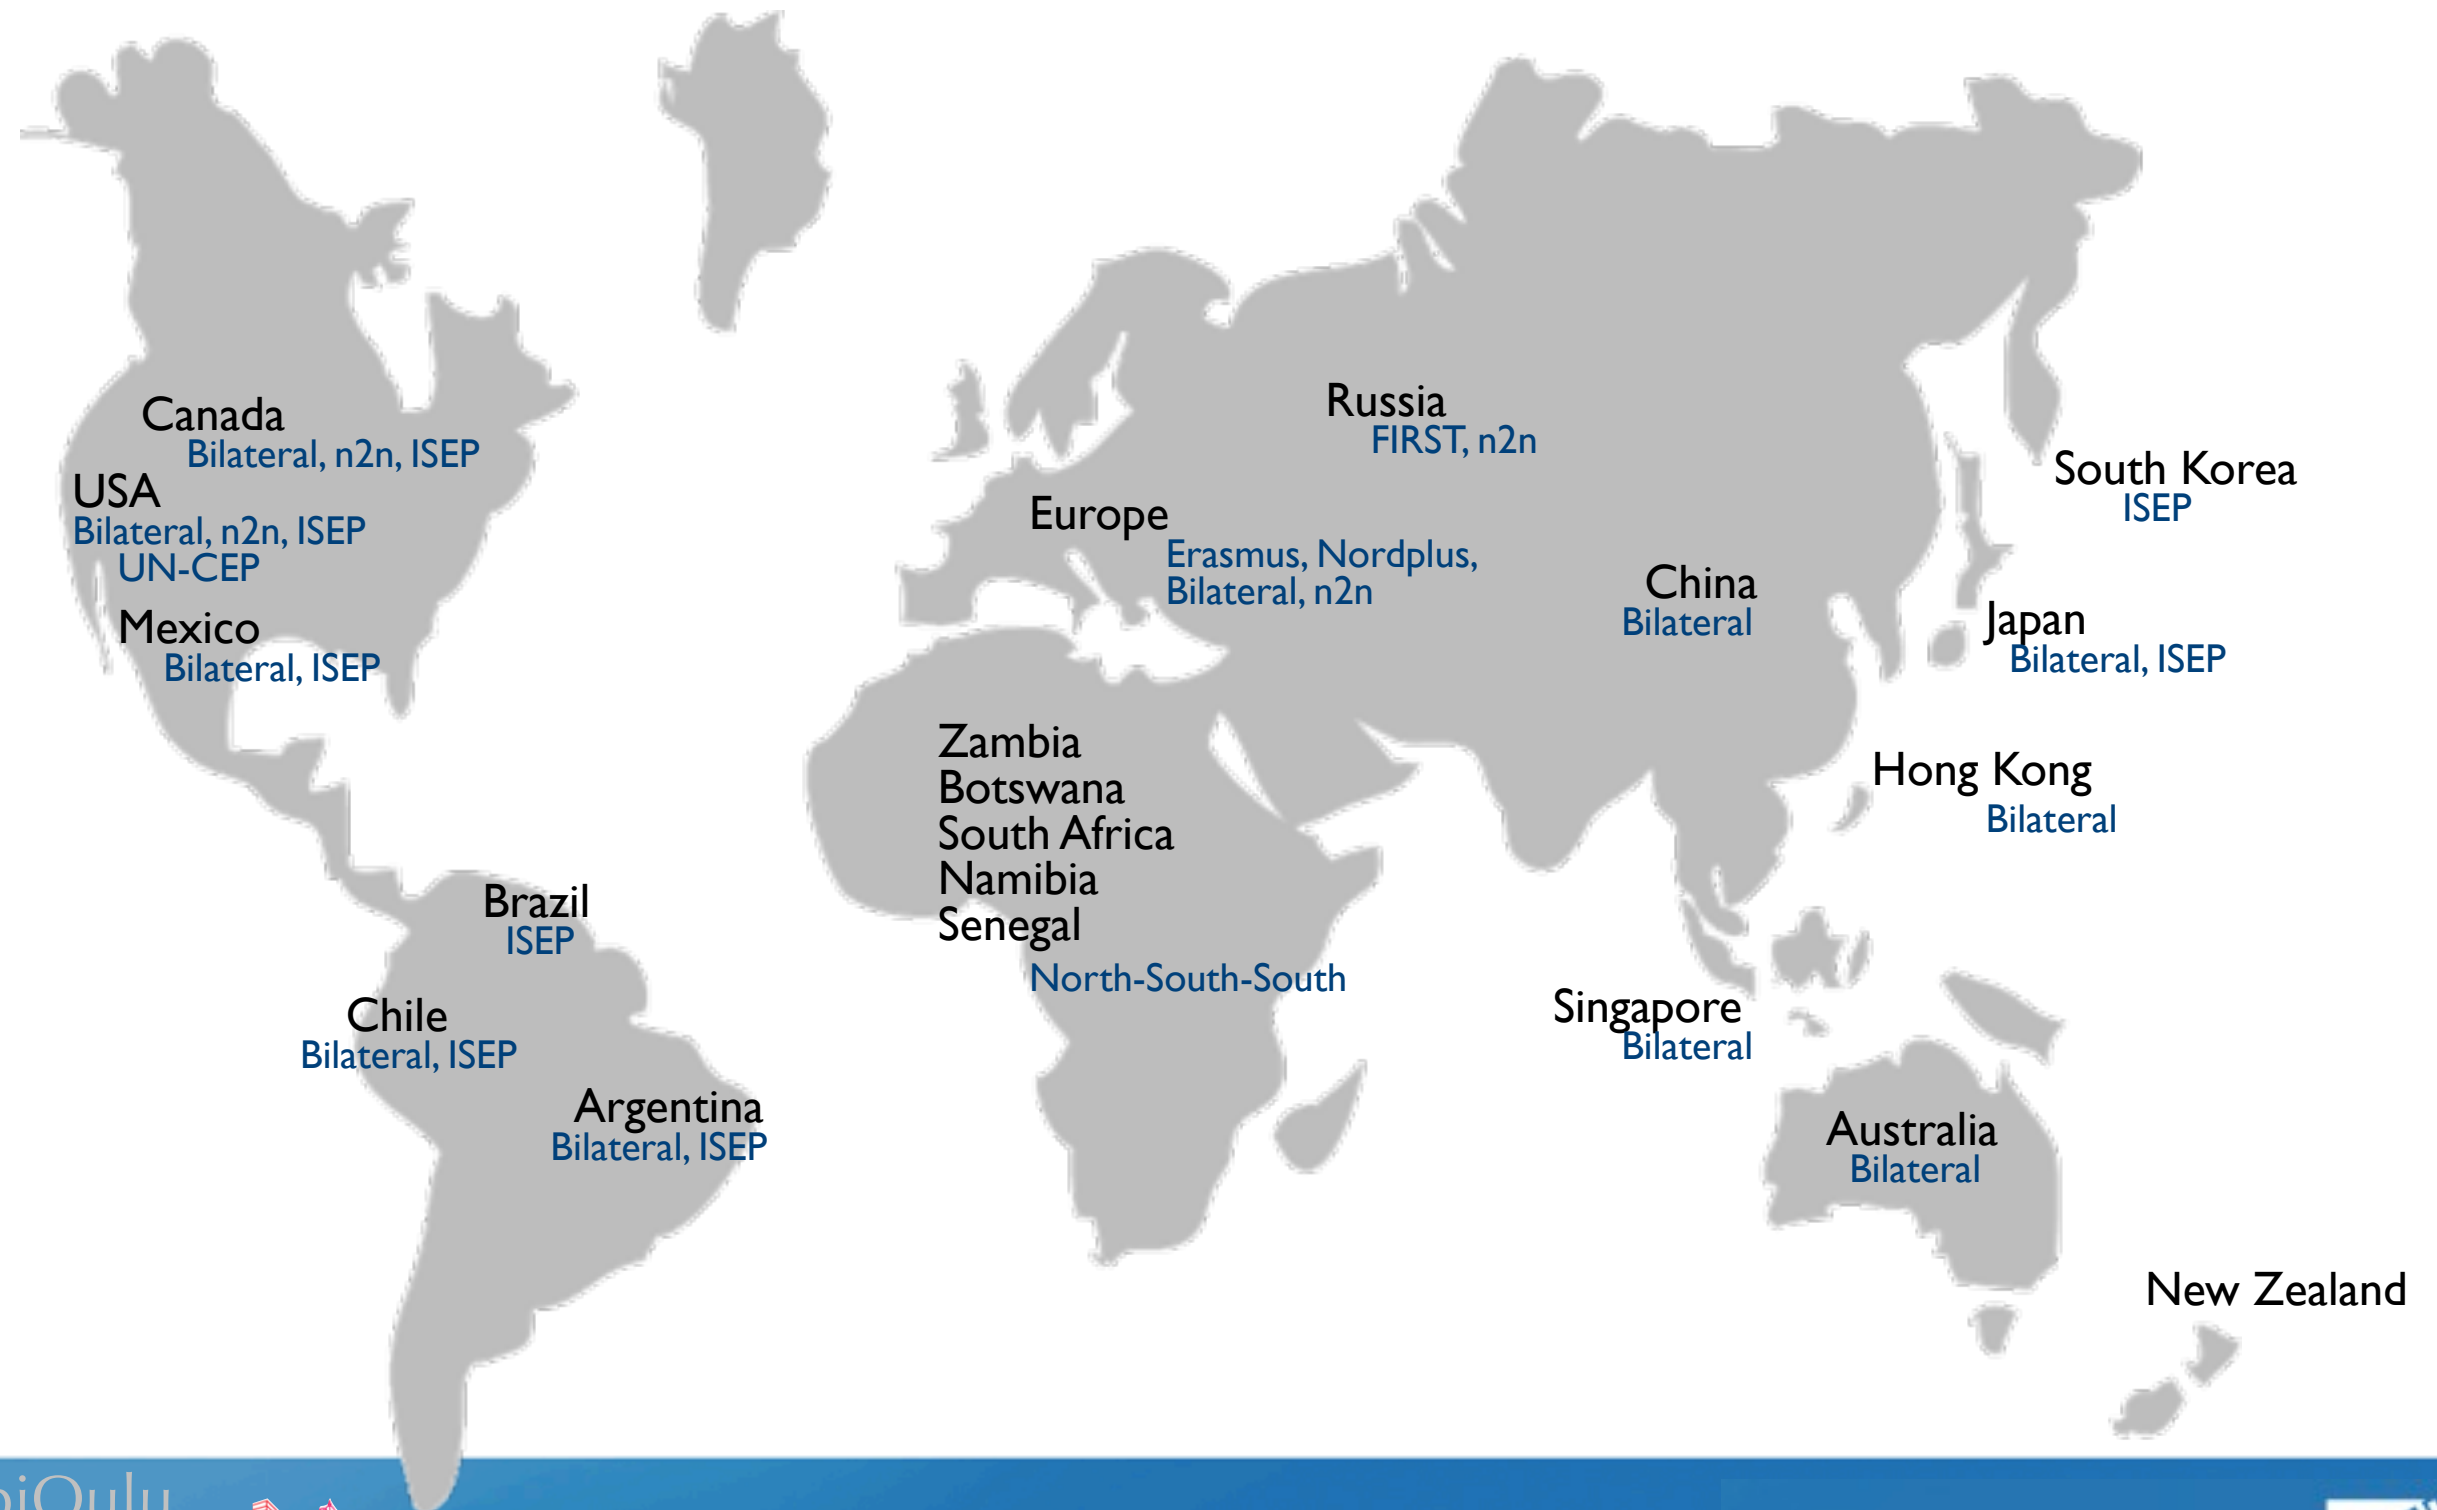 Canada
Bilateral, n2n, ISEP
USA
Bilateral, n2n, ISEP
UN-CEP
Mexico
Bilateral, ISEP
Brazil
ISEP
Chile
Bilateral, ISEP
Argentina
Bilateral, ISEP
Russia
FIRST, n2n
Europe
Erasmus, Nordplus,
Bilateral, n2n
Zambia
Botswana
South Africa
Namibia
Senegal
North-South-South
China
Bilateral
South Korea
ISEP
Japan
Bilateral, ISEP
Hong Kong
Bilateral
Singapore
Bilateral
Australia
Bilateral
New Zealand